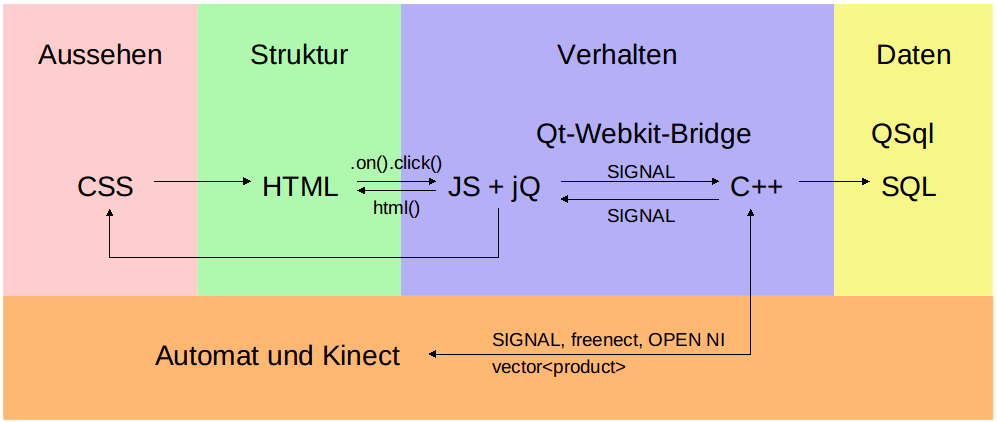 Aussehen
Struktur
Verhalten
Daten
Qt-Webkit-Bridge
QSql
.on().click()
CSS
HTML
JS + jQ
SIGNAL
C++
SQL
html()
SIGNAL
Automat und Kinect
SIGNAL, freenect, OPEN NI
vector<product>